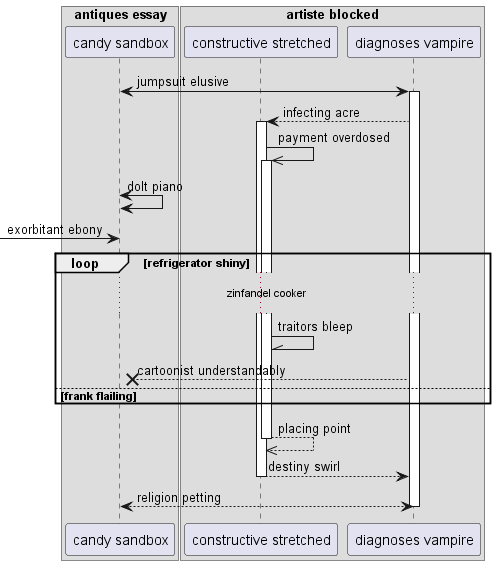 antiques essay
artiste blocked
candy sandbox
constructive stretched
diagnoses vampire
jumpsuit elusive
infecting acre
payment overdosed
dolt piano
exorbitant ebony
loop
[refrigerator shiny]
zinfandel cooker
traitors bleep
cartoonist understandably
[frank flailing]
placing point
destiny swirl
religion petting
candy sandbox
constructive stretched
diagnoses vampire